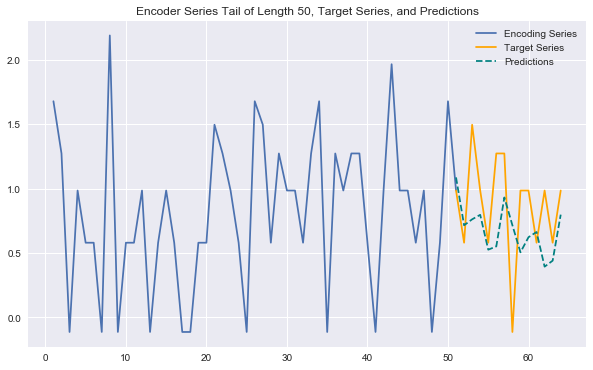 Encoder Series Tail of Length 50, Target Series, and Predictions
Encoding Series
Target Series
Predictions
2.0
1.5
1.0
0.5
0.0
0 10 20 30 40 50 60